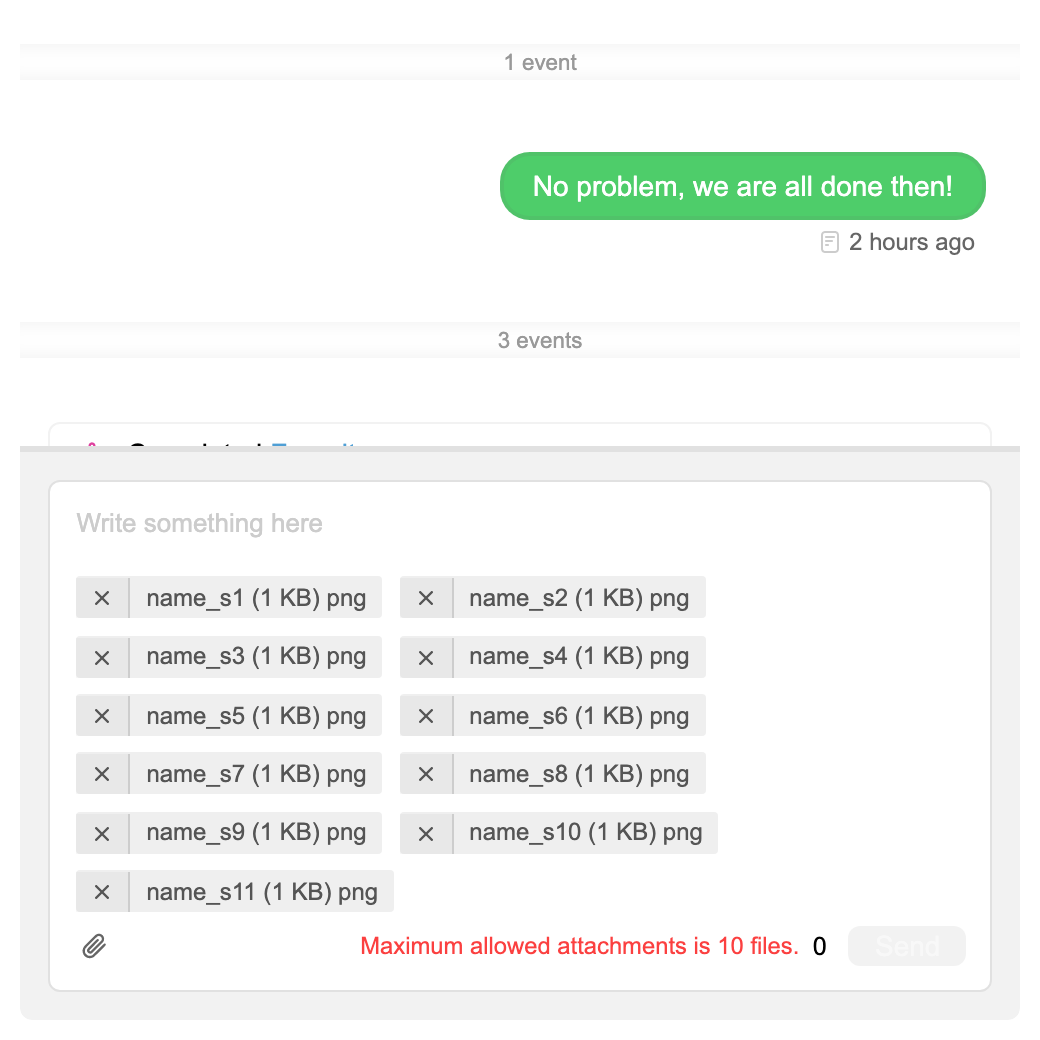 1 event
No problem, we are all done then!
2 hours ago
3 events
Write something here
name_s1 (1 KB) png name_s2 (1 KB) png
name_s3 (1 KB) png name_s4 (1 KB) png
name_s5 (1 KB) png name_s6 (1 KB) png
name_s7 (1 KB) png name_s8 (1 KB) png
name_s9 (1 KB) png name_s10 (1 KB) png
name_s11 (1 KB) png
Maximum allowed attachments is 10 files. 0 Send